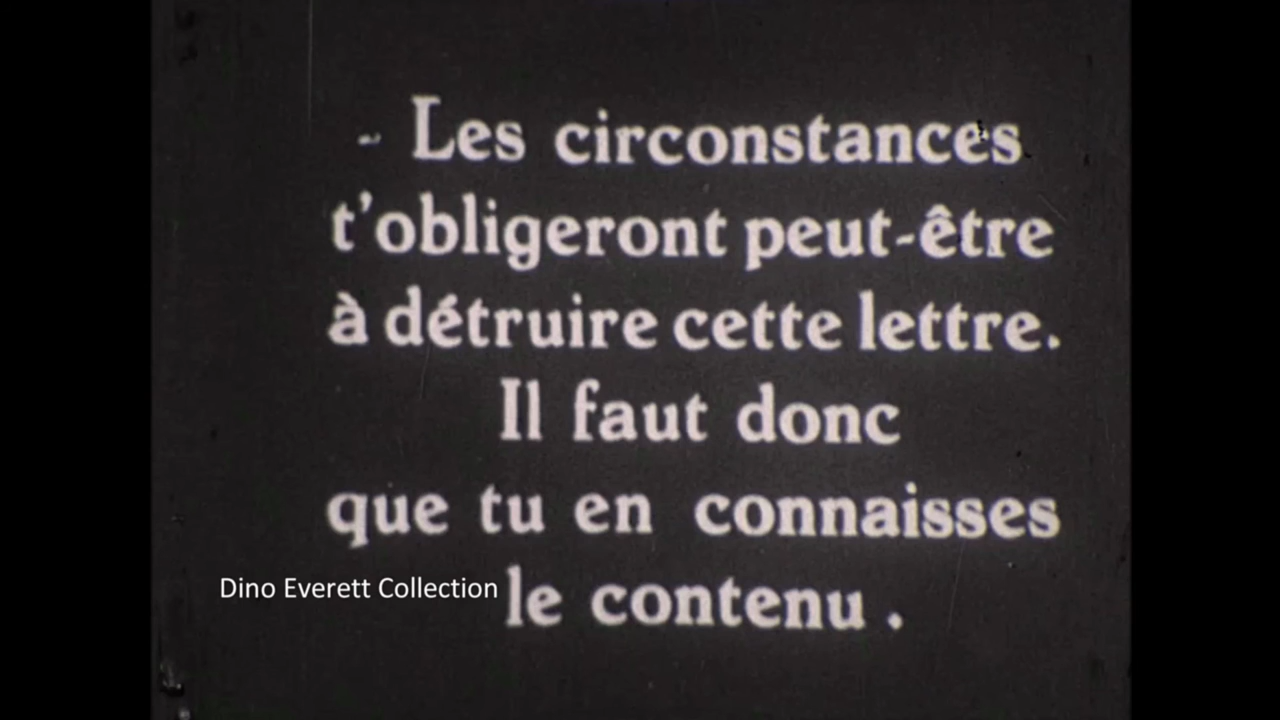 - Les circonstances
t'obligeront peut-être
à détruire cette lettre.
Il faut donc
que tu en connaisses
le contenu.
Dino Everett Collection